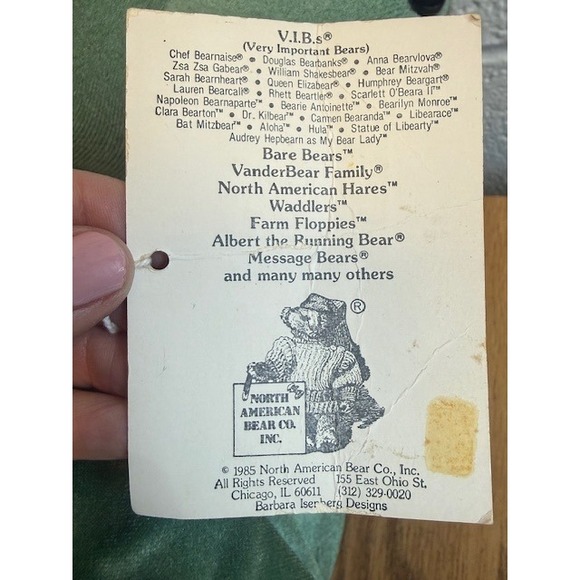 V.I.B.s®
(Very Important Bears)
Chef Bearnaise® • Douglas Bearbanks® • Anna Bearvlova®
Zsa Zsa Gabear® • William Shakesbear® • Bear Mitzvah®
Sarah Bearnheart® • Queen Elizabear® • Humphrey Beargart®
Lauren Bearcall® • Rhett Beartler® • Scarlett O'Beara II™
Napoleon Bearnaparte™ • Bearie Antoinette™ • Bearilyn Monroe™
Clara Bearton™ • Dr. Kilbear™ • Carmen Bearanda™ • Libearace™
Bat Mitzbear™ • Aloha™ • Hula™ • Statue of Libearty™
Audrey Hepbearn as My Bear Lady™
Bare Bears™
VanderBear Family®
North American Hares™
Waddlers™
Farm Floppies™
Albert the Running Bear®
Message Bears®
and many many others
®
NORTH
AMERICAN
BEAR CO.
INC.
© 1985 North American Bear Co., Inc.
All Rights Reserved 155 East Ohio St.
Chicago, IL 60611 (312) 329-0020
Barbara Isenberg Designs